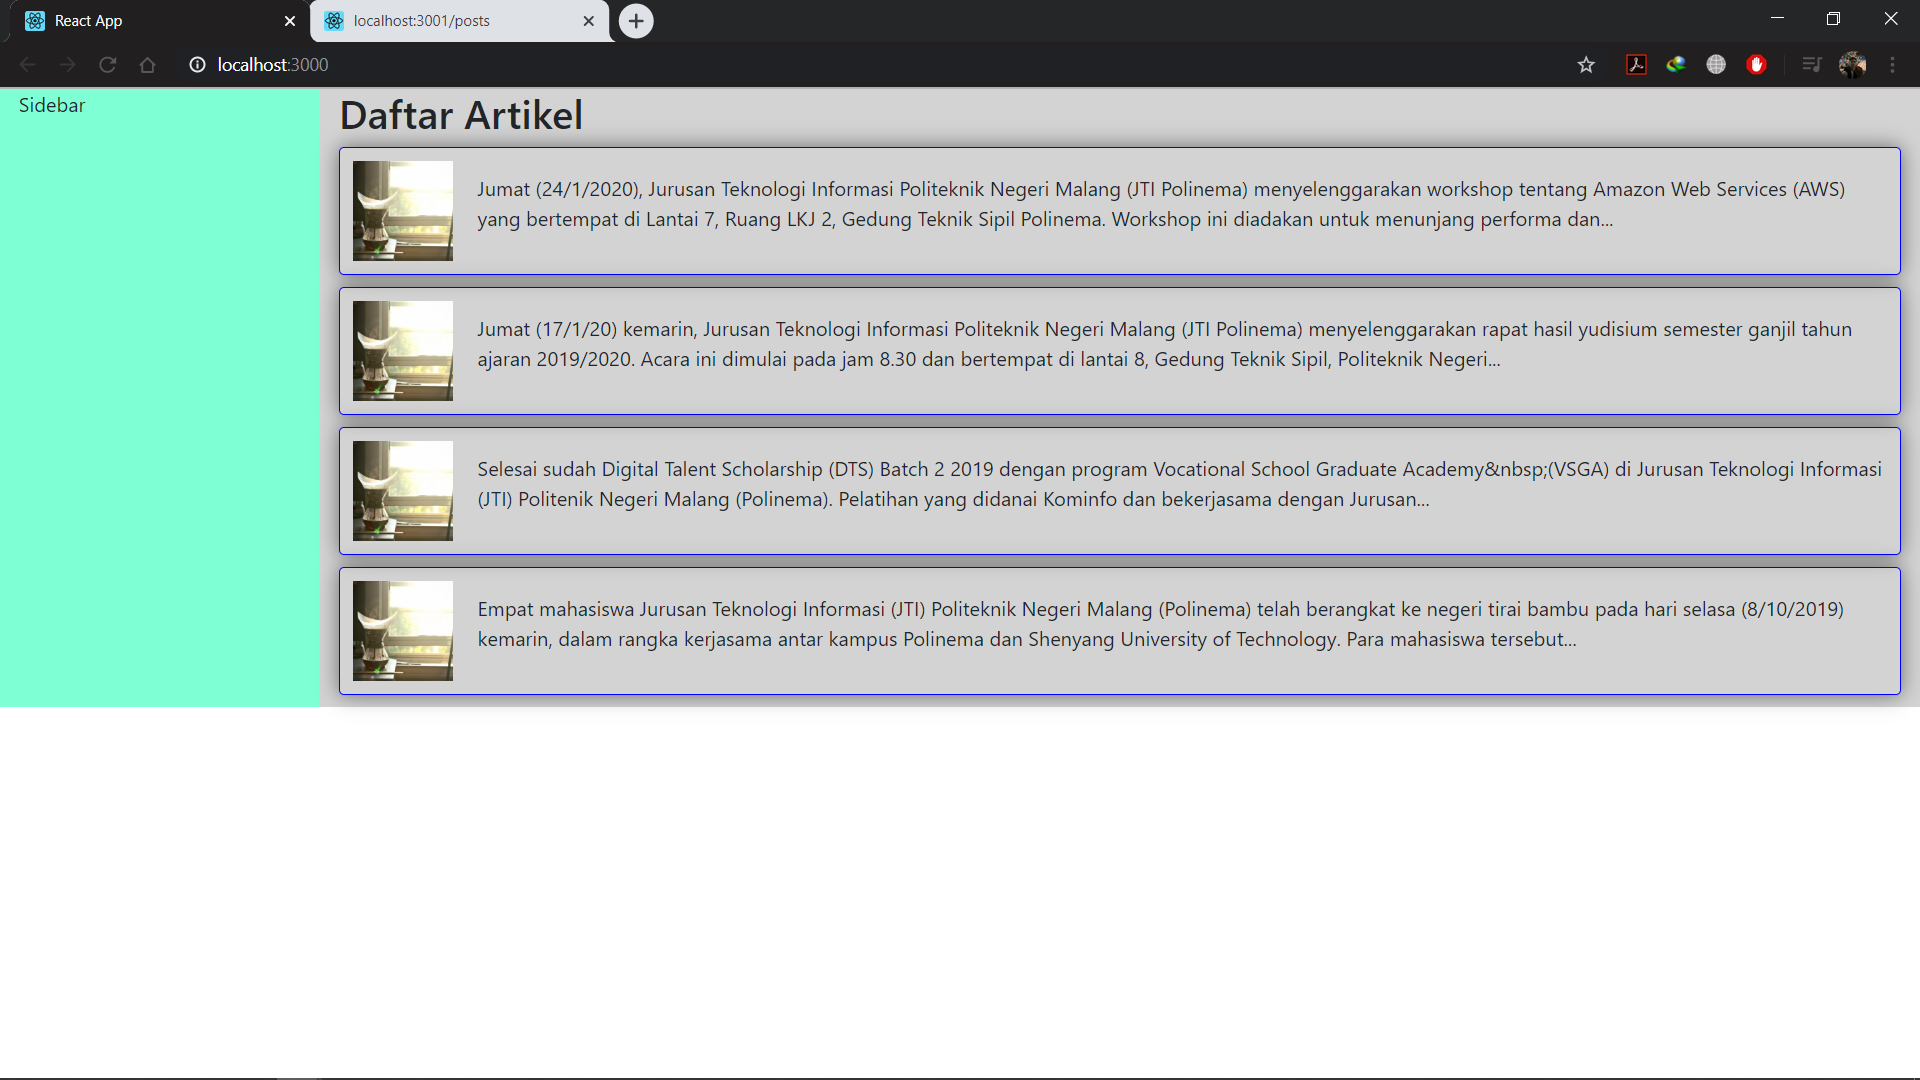 React App
localhost:3001/posts
localhost:3000
Sidebar
Daftar Artikel
Jumat (24/1/2020), Jurusan Teknologi Informasi Politeknik Negeri Malang (JTI Polinema) menyelenggarakan workshop tentang Amazon Web Services (AWS)
yang bertempat di Lantai 7, Ruang LKJ 2, Gedung Teknik Sipil Polinema. Workshop ini diadakan untuk menunjang performa dan...
Jumat (17/1/20) kemarin, Jurusan Teknologi Informasi Politeknik Negeri Malang (JTI Polinema) menyelenggarakan rapat hasil yudisium semester ganjil tahun
ajaran 2019/2020. Acara ini dimulai pada jam 8.30 dan bertempat di lantai 8, Gedung Teknik Sipil, Politeknik Negeri...
Selesai sudah Digital Talent Scholarship (DTS) Batch 2 2019 dengan program Vocational School Graduate Academy&nbsp;(VSGA) di Jurusan Teknologi Informasi
(JTI) Politenik Negeri Malang (Polinema). Pelatihan yang didanai Kominfo dan bekerjasama dengan Jurusan...
Empat mahasiswa Jurusan Teknologi Informasi (JTI) Politeknik Negeri Malang (Polinema) telah berangkat ke negeri tirai bambu pada hari selasa (8/10/2019)
kemarin, dalam rangka kerjasama antar kampus Polinema dan Shenyang University of Technology. Para mahasiswa tersebut...